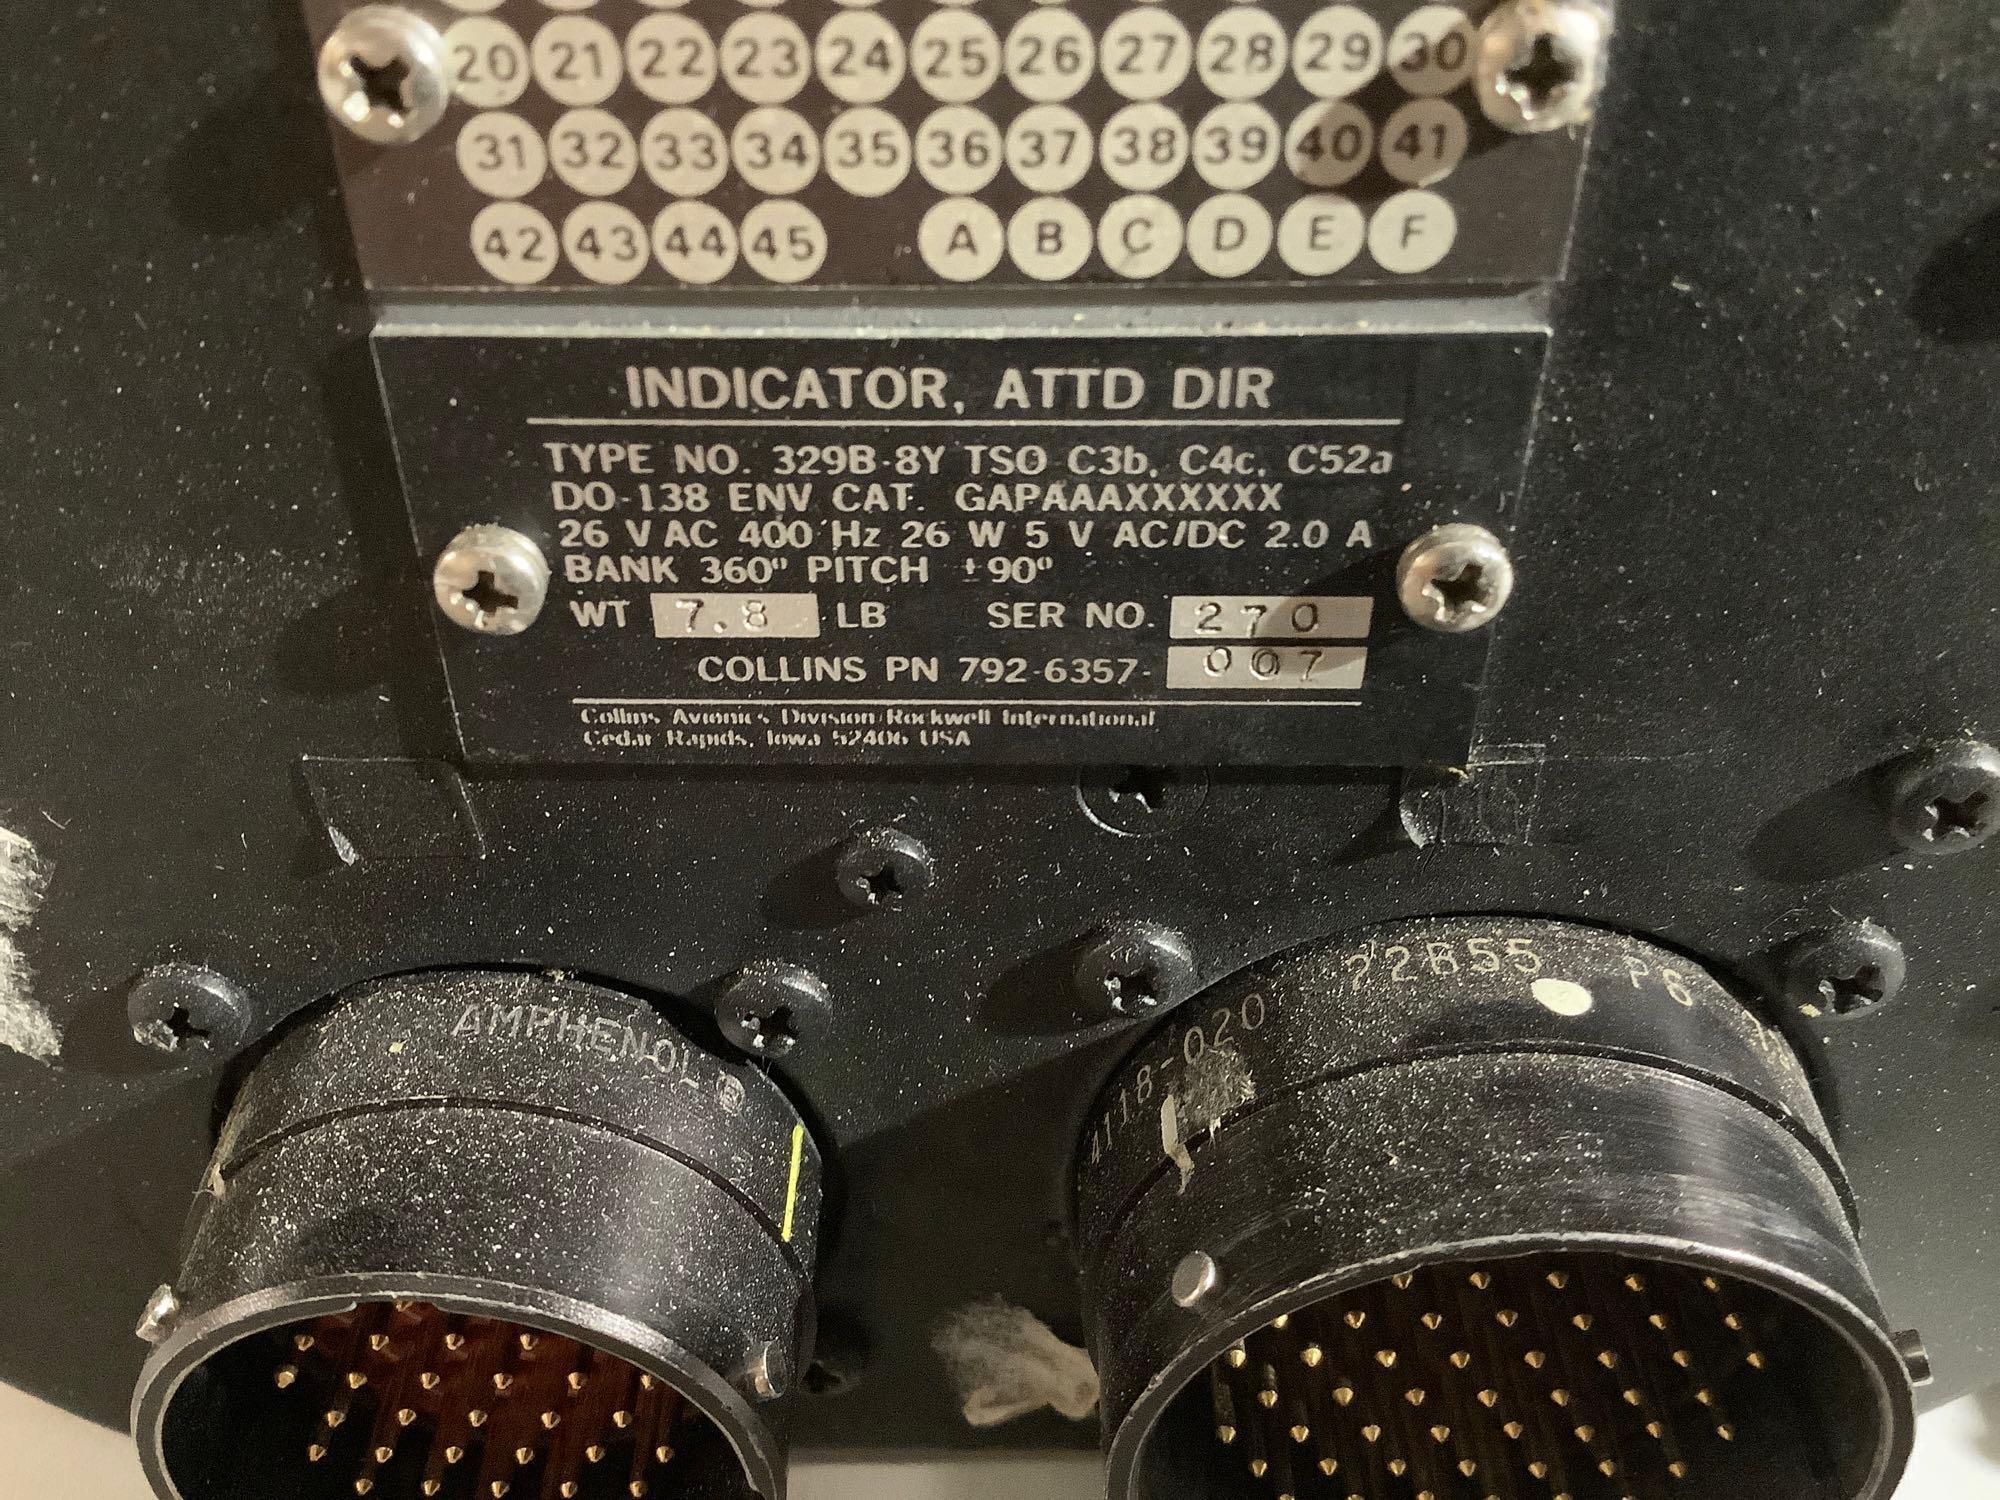 20 21 22 23 24 25 26 27 28 29 30
31 32 33 34 35 36 37 38 39 40 41
42 43 44 45 A B C D E F
INDICATOR, ATTD DIR
TYPE NO. 329B-8Y TSO C3b, C4c, C52a
DO-138 ENV CAT. GAPAAAXXXXXX
26 V AC 400 Hz 26 W 5 V AC/DC 2.0 A
BANK 360° PITCH ±90°
WT 7.8 LB SER NO. 270
COLLINS PN 792-6357-007
Collins Avionics Division/Rockwell International
Cedar Rapids, Iowa 52406 USA
AMPHENOL®
4118-020 22B55 P8